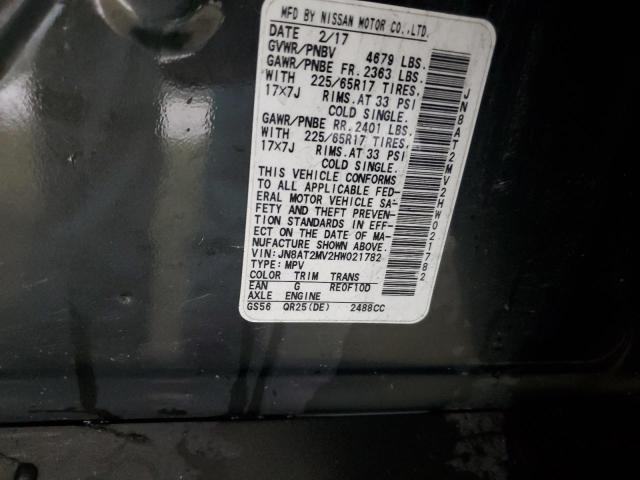 MFD BY NISSAN MOTOR CO.,LTD.
DATE 2/17
GVWR/PNBV 4679 LBS.
GAWR/PNBE FR. 2363 LBS.
WITH 225/65R17 TIRES,
17X7J RIMS.AT 33 PSI
COLD SINGLE.
GAWR/PNBE RR. 2401 LBS.
WITH 225/65R17 TIRES,
17X7J RIMS.AT 33 PSI
COLD SINGLE.
THIS VEHICLE CONFORMS
TO ALL APPLICABLE FED-
ERAL MOTOR VEHICLE SA-
FETY AND THEFT PREVEN-
TION STANDARDS IN EFF-
ECT ON THE DATE OF MA-
NUFACTURE SHOWN ABOVE.
VIN: JN8AT2MV2HW021782
TYPE: MPV
COLOR TRIM TRANS
EAN G RE0F10D
AXLE ENGINE
GS56 QR25(DE) 2488CC
JN8AT2MV2HW021782